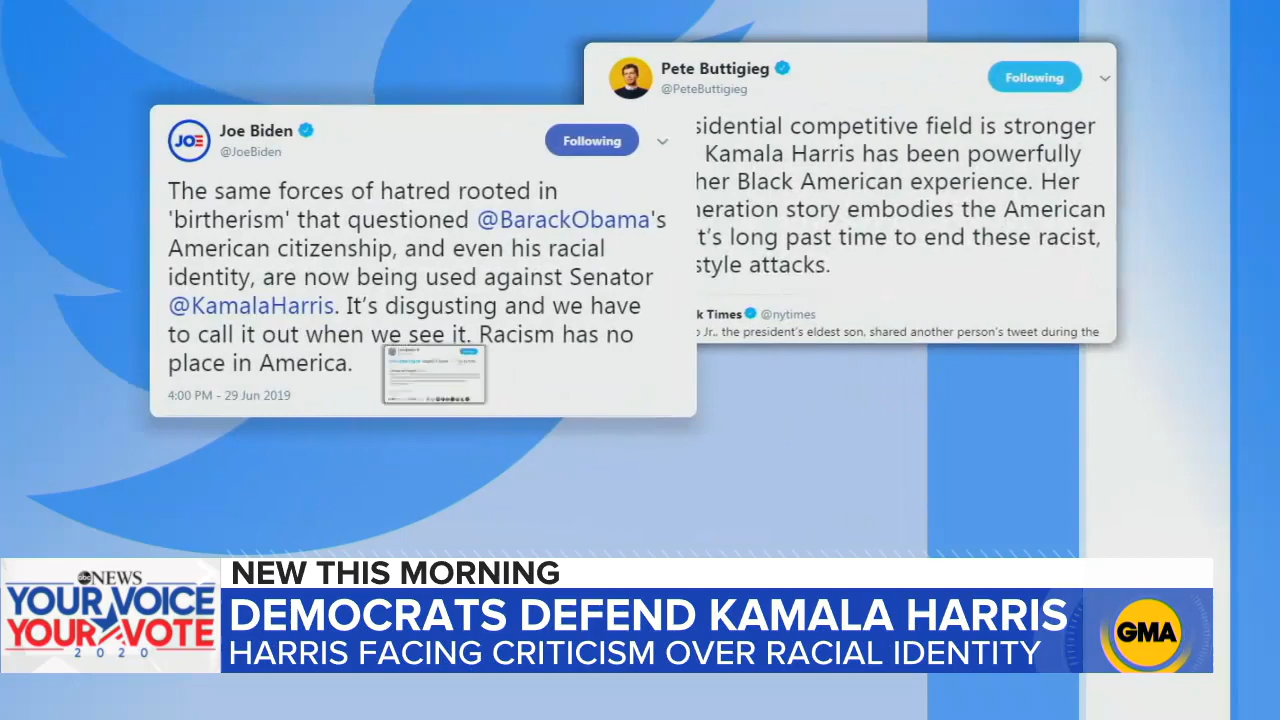 Joe Biden
@JoeBiden
Following
The same forces of hatred rooted in
'birtherism' that questioned @BarackObama's
American citizenship, and even his racial
identity, are now being used against Senator
@KamalaHarris. It's disgusting and we have
to call it out when we see it. Racism has no
place in America.
4:00 PM - 29 Jun 2019
Pete Buttigieg
@PeteButtigieg
Following
sidential competitive field is stronger
Kamala Harris has been powerfully
her Black American experience. Her
neration story embodies the American
t's long past time to end these racist,
style attacks.
k Times @nytimes
Jr., the president's eldest son, shared another person's tweet during the
abc NEWS
YOUR VOICE
YOUR VOTE
2020
NEW THIS MORNING
DEMOCRATS DEFEND KAMALA HARRIS
HARRIS FACING CRITICISM OVER RACIAL IDENTITY
GMA